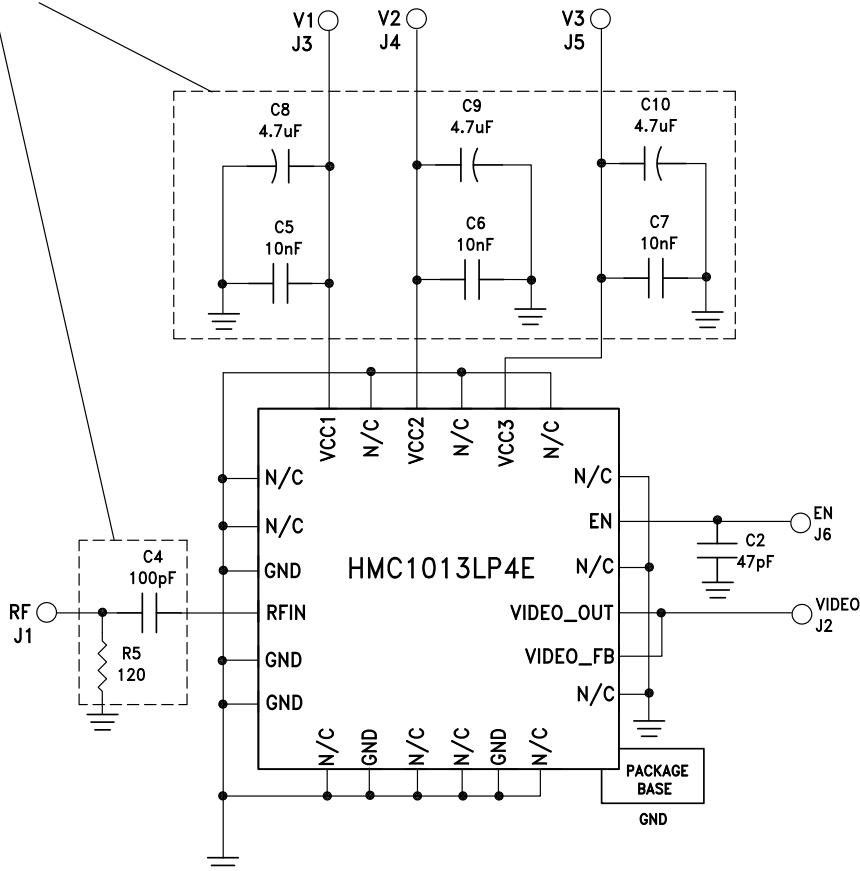 V1
J3
V2
J4
V3
J5
C8
4.7uF
C9
4.7uF
C10
4.7uF
C5
10nF
C6
10nF
C7
10nF
VCC1
N/C
VCC2
N/C
VCC3
N/C
N/C
N/C
GND
RFIN
GND
GND
HMC1013LP4E
N/C
EN
N/C
VIDEO_OUT
VIDEO_FB
N/C
EN
J6
C2
47pF
VIDEO
J2
C4
100pF
RF
J1
R5
120
N/C
GND
N/C
N/C
GND
N/C
PACKAGE
BASE
GND